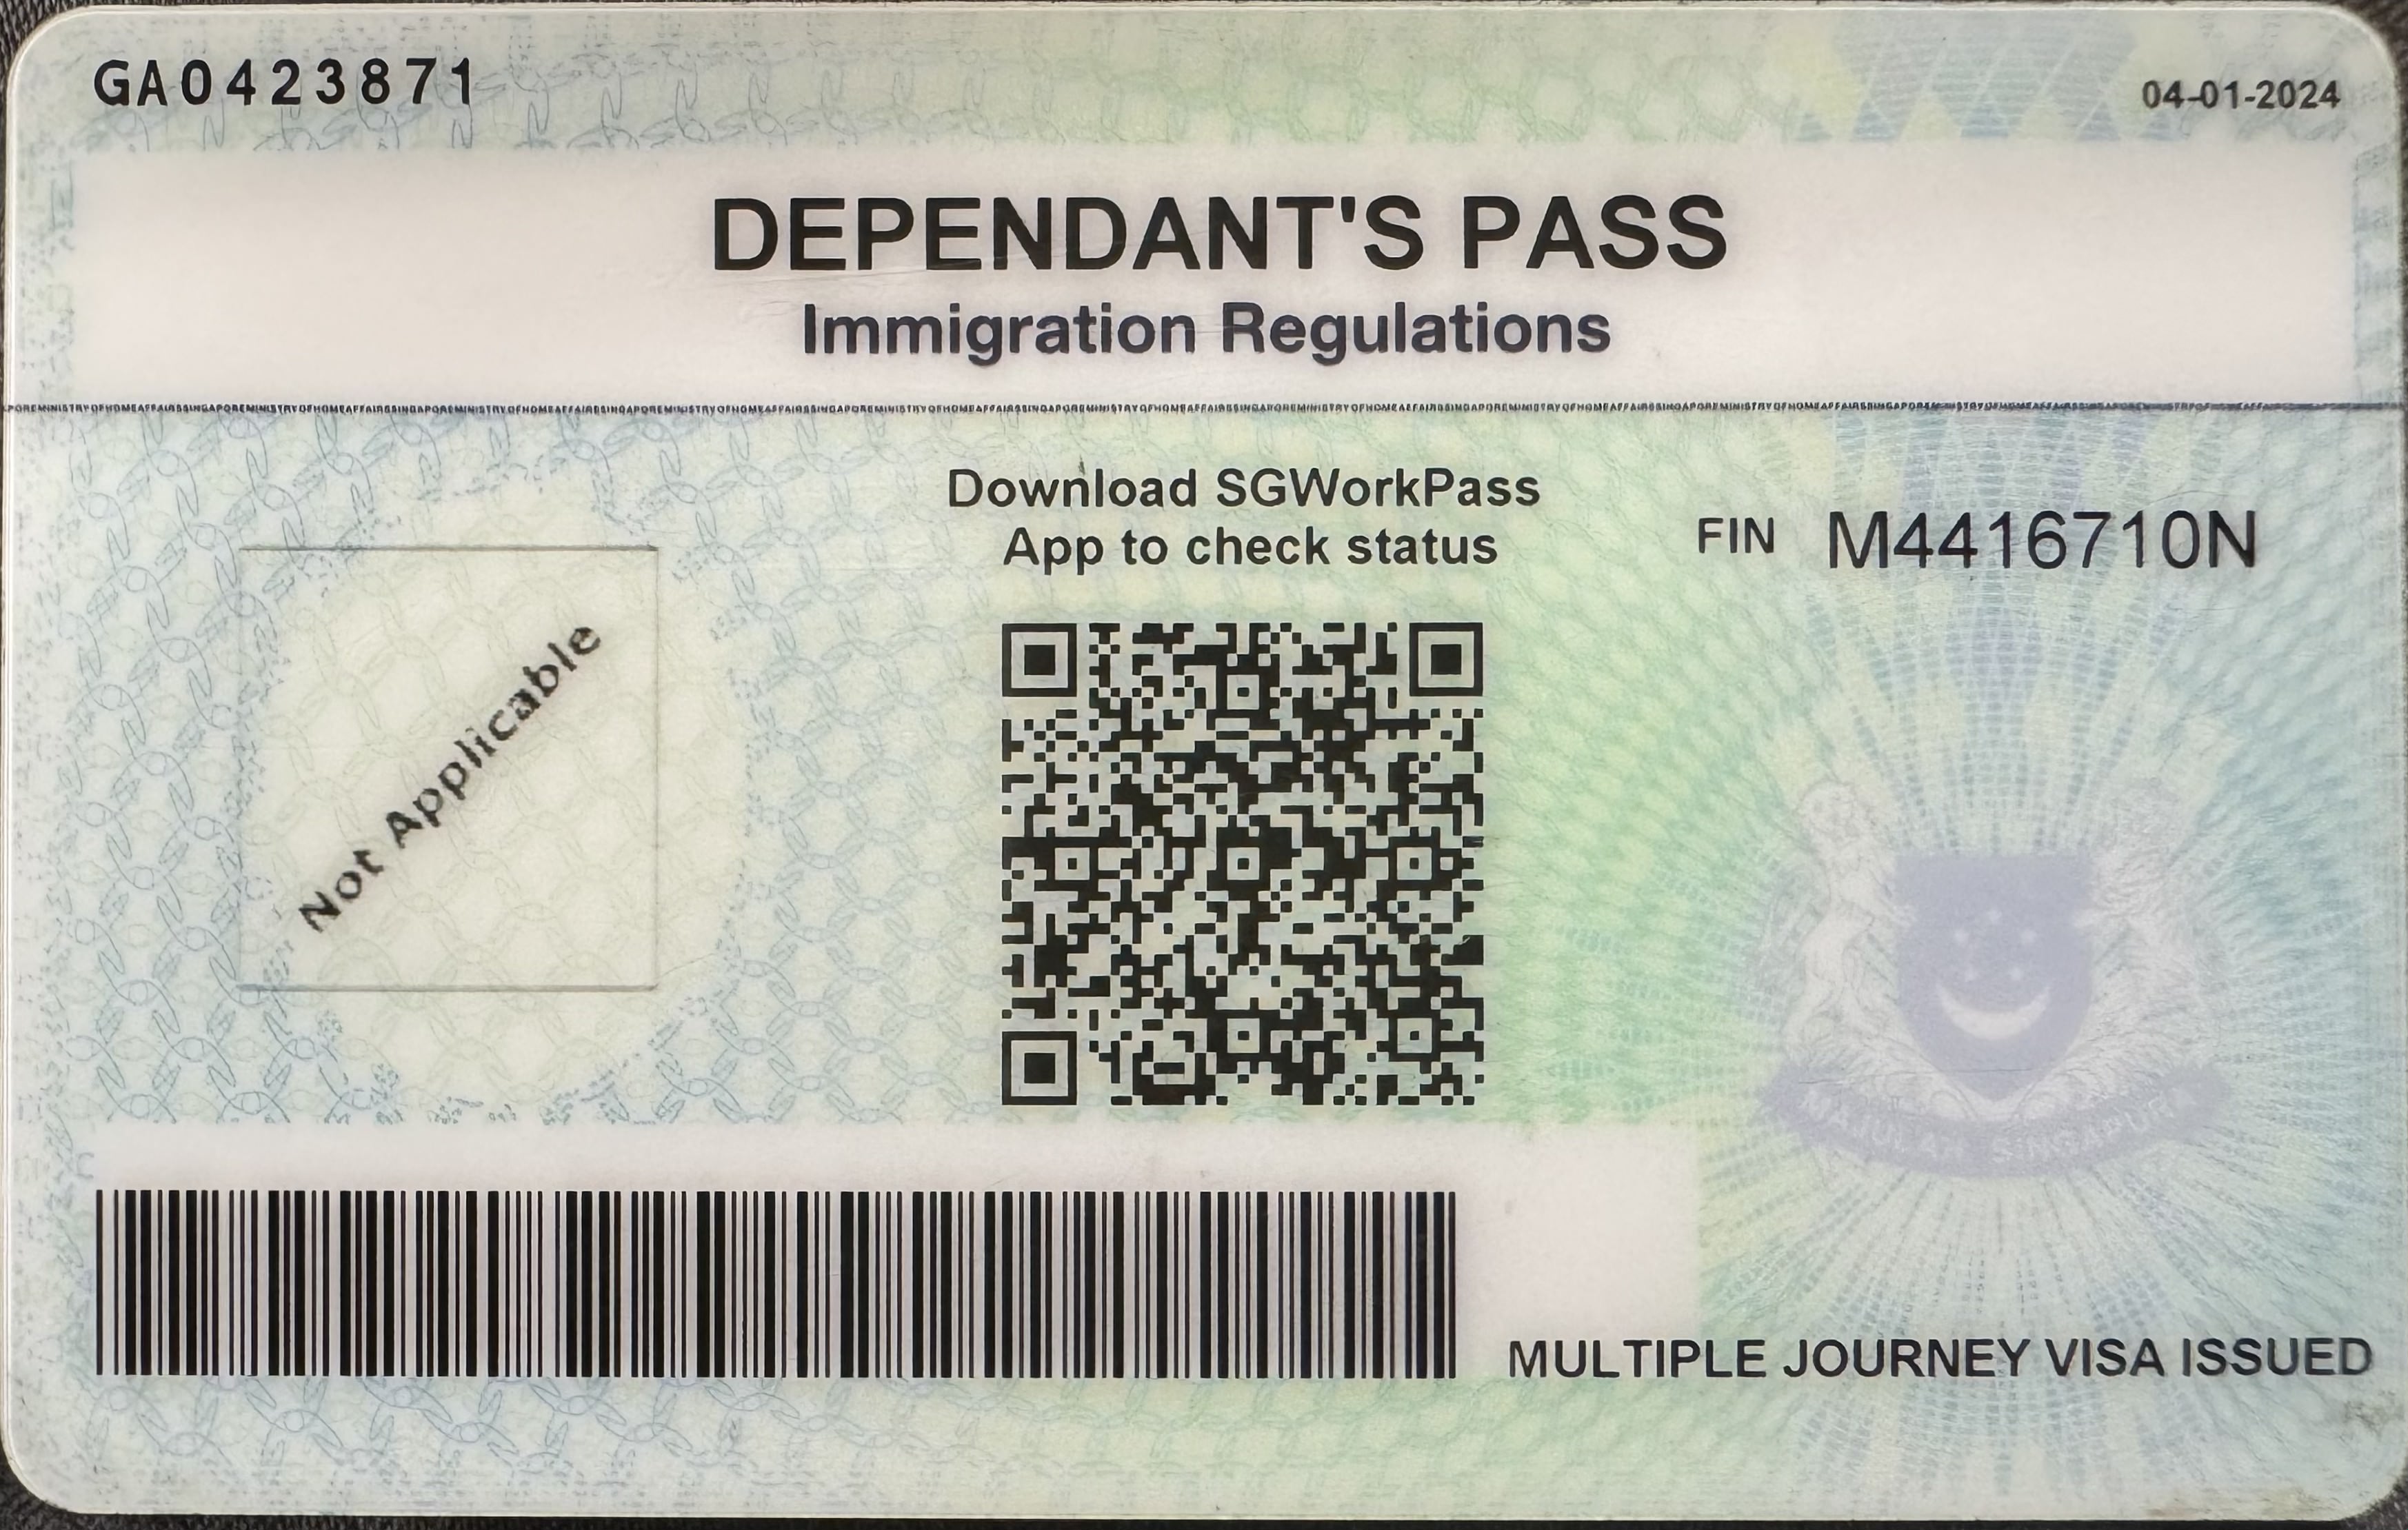 GA0423871
04-01-2024
DEPENDANT'S PASS
Immigration Regulations
Download SGWorkPass
App to check status
FIN M4416710N
Not Applicable
MAJULAH SINGAPURA
MULTIPLE JOURNEY VISA ISSUED